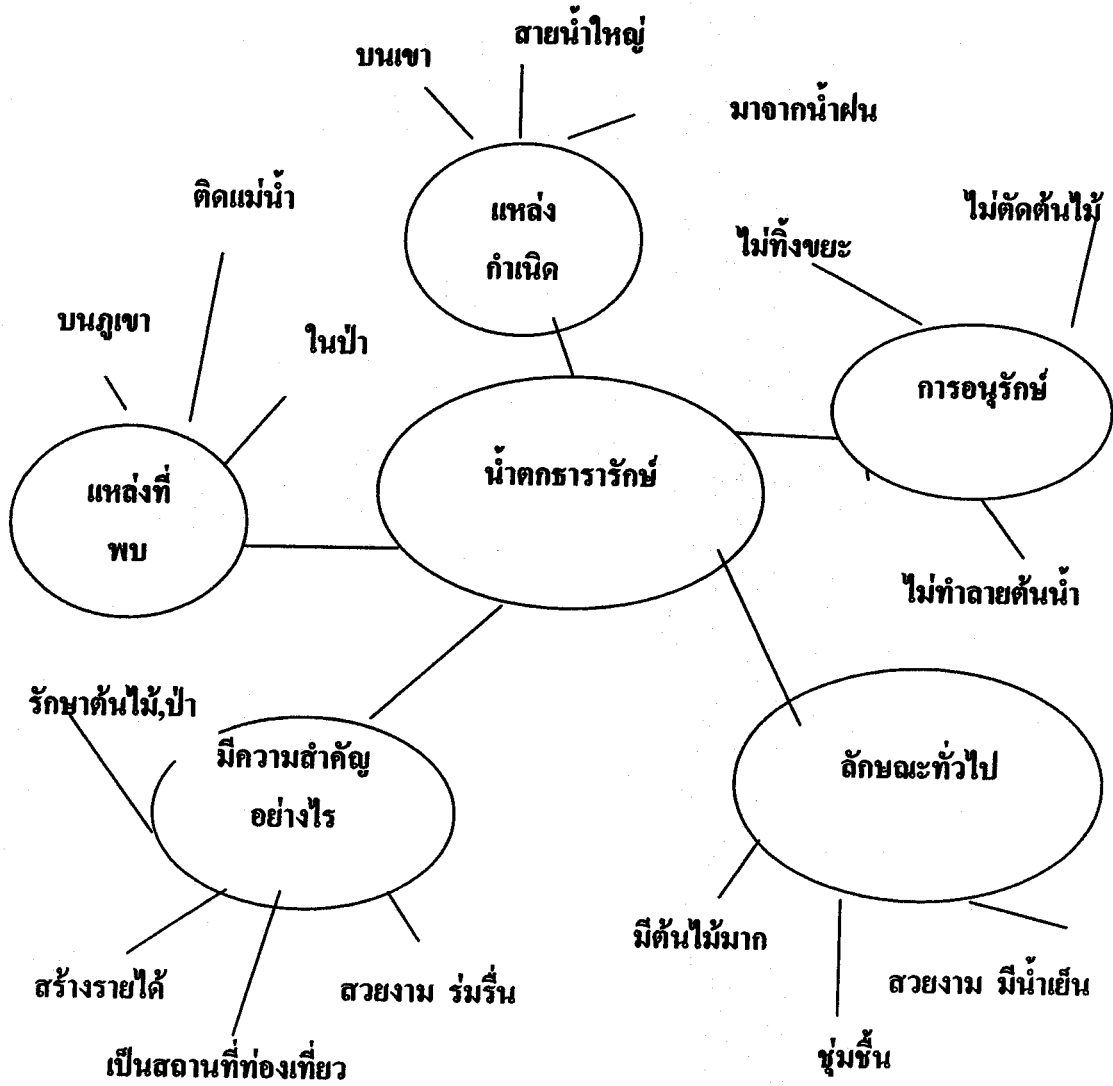 สายน้ำใหญ่
บนเขา
มาจากน้ำฝน
ติดแม่น้ำ
แหล่ง
กำเนิด
ไม่ตัดต้นไม้
ไม่ทิ้งขยะ
บนภูเขา
ในป่า
การอนุรักษ์
น้ำตกธารารักษ์
แหล่งที่
พบ
ไม่ทำลายต้นน้ำ
รักษาต้นไม้,ป่า
มีความสำคัญ
อย่างไร
ลักษณะทั่วไป
มีต้นไม้มาก
สร้างรายได้
สวยงาม ร่มรื่น
สวยงาม มีน้ำเย็น
เป็นสถานที่ท่องเที่ยว
ชุ่มชื้น